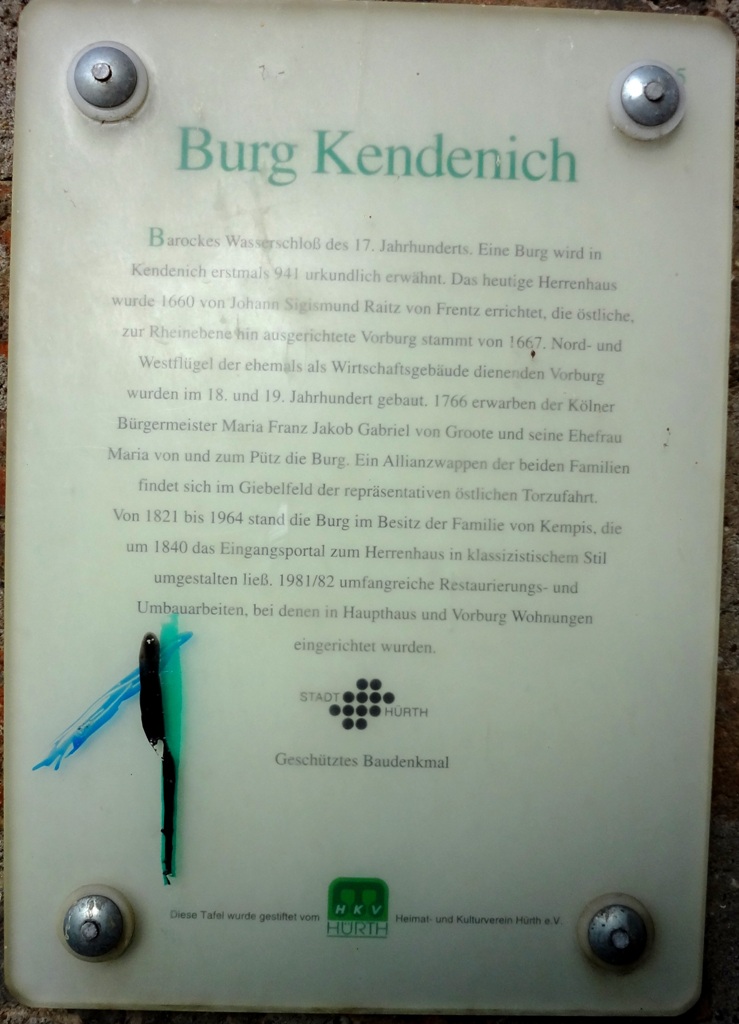 5
Burg Kendenich
Barockes Wasserschloß des 17. Jahrhunderts. Eine Burg wird in
Kendenich erstmals 941 urkundlich erwähnt. Das heutige Herrenhaus
wurde 1660 von Johann Sigismund Raitz von Frentz errichtet, die östliche,
zur Rheinebene hin ausgerichtete Vorburg stammt von 1667. Nord- und
Westflügel der ehemals als Wirtschaftsgebäude dienenden Vorburg
wurden im 18. und 19. Jahrhundert gebaut. 1766 erwarben der Kölner
Bürgermeister Maria Franz Jakob Gabriel von Groote und seine Ehefrau
Maria von und zum Pütz die Burg. Ein Allianzwappen der beiden Familien
findet sich im Giebelfeld der repräsentativen östlichen Torzufahrt.
Von 1821 bis 1964 stand die Burg im Besitz der Familie von Kempis, die
um 1840 das Eingangsportal zum Herrenhaus in klassizistischem Stil
umgestalten ließ. 1981/82 umfangreiche Restaurierungs- und
Umbauarbeiten, bei denen in Haupthaus und Vorburg Wohnungen
eingerichtet wurden.
STADT HÜRTH
Geschütztes Baudenkmal
Diese Tafel wurde gestiftet vom HKV HÜRTH Heimat- und Kulturverein Hürth e.V.